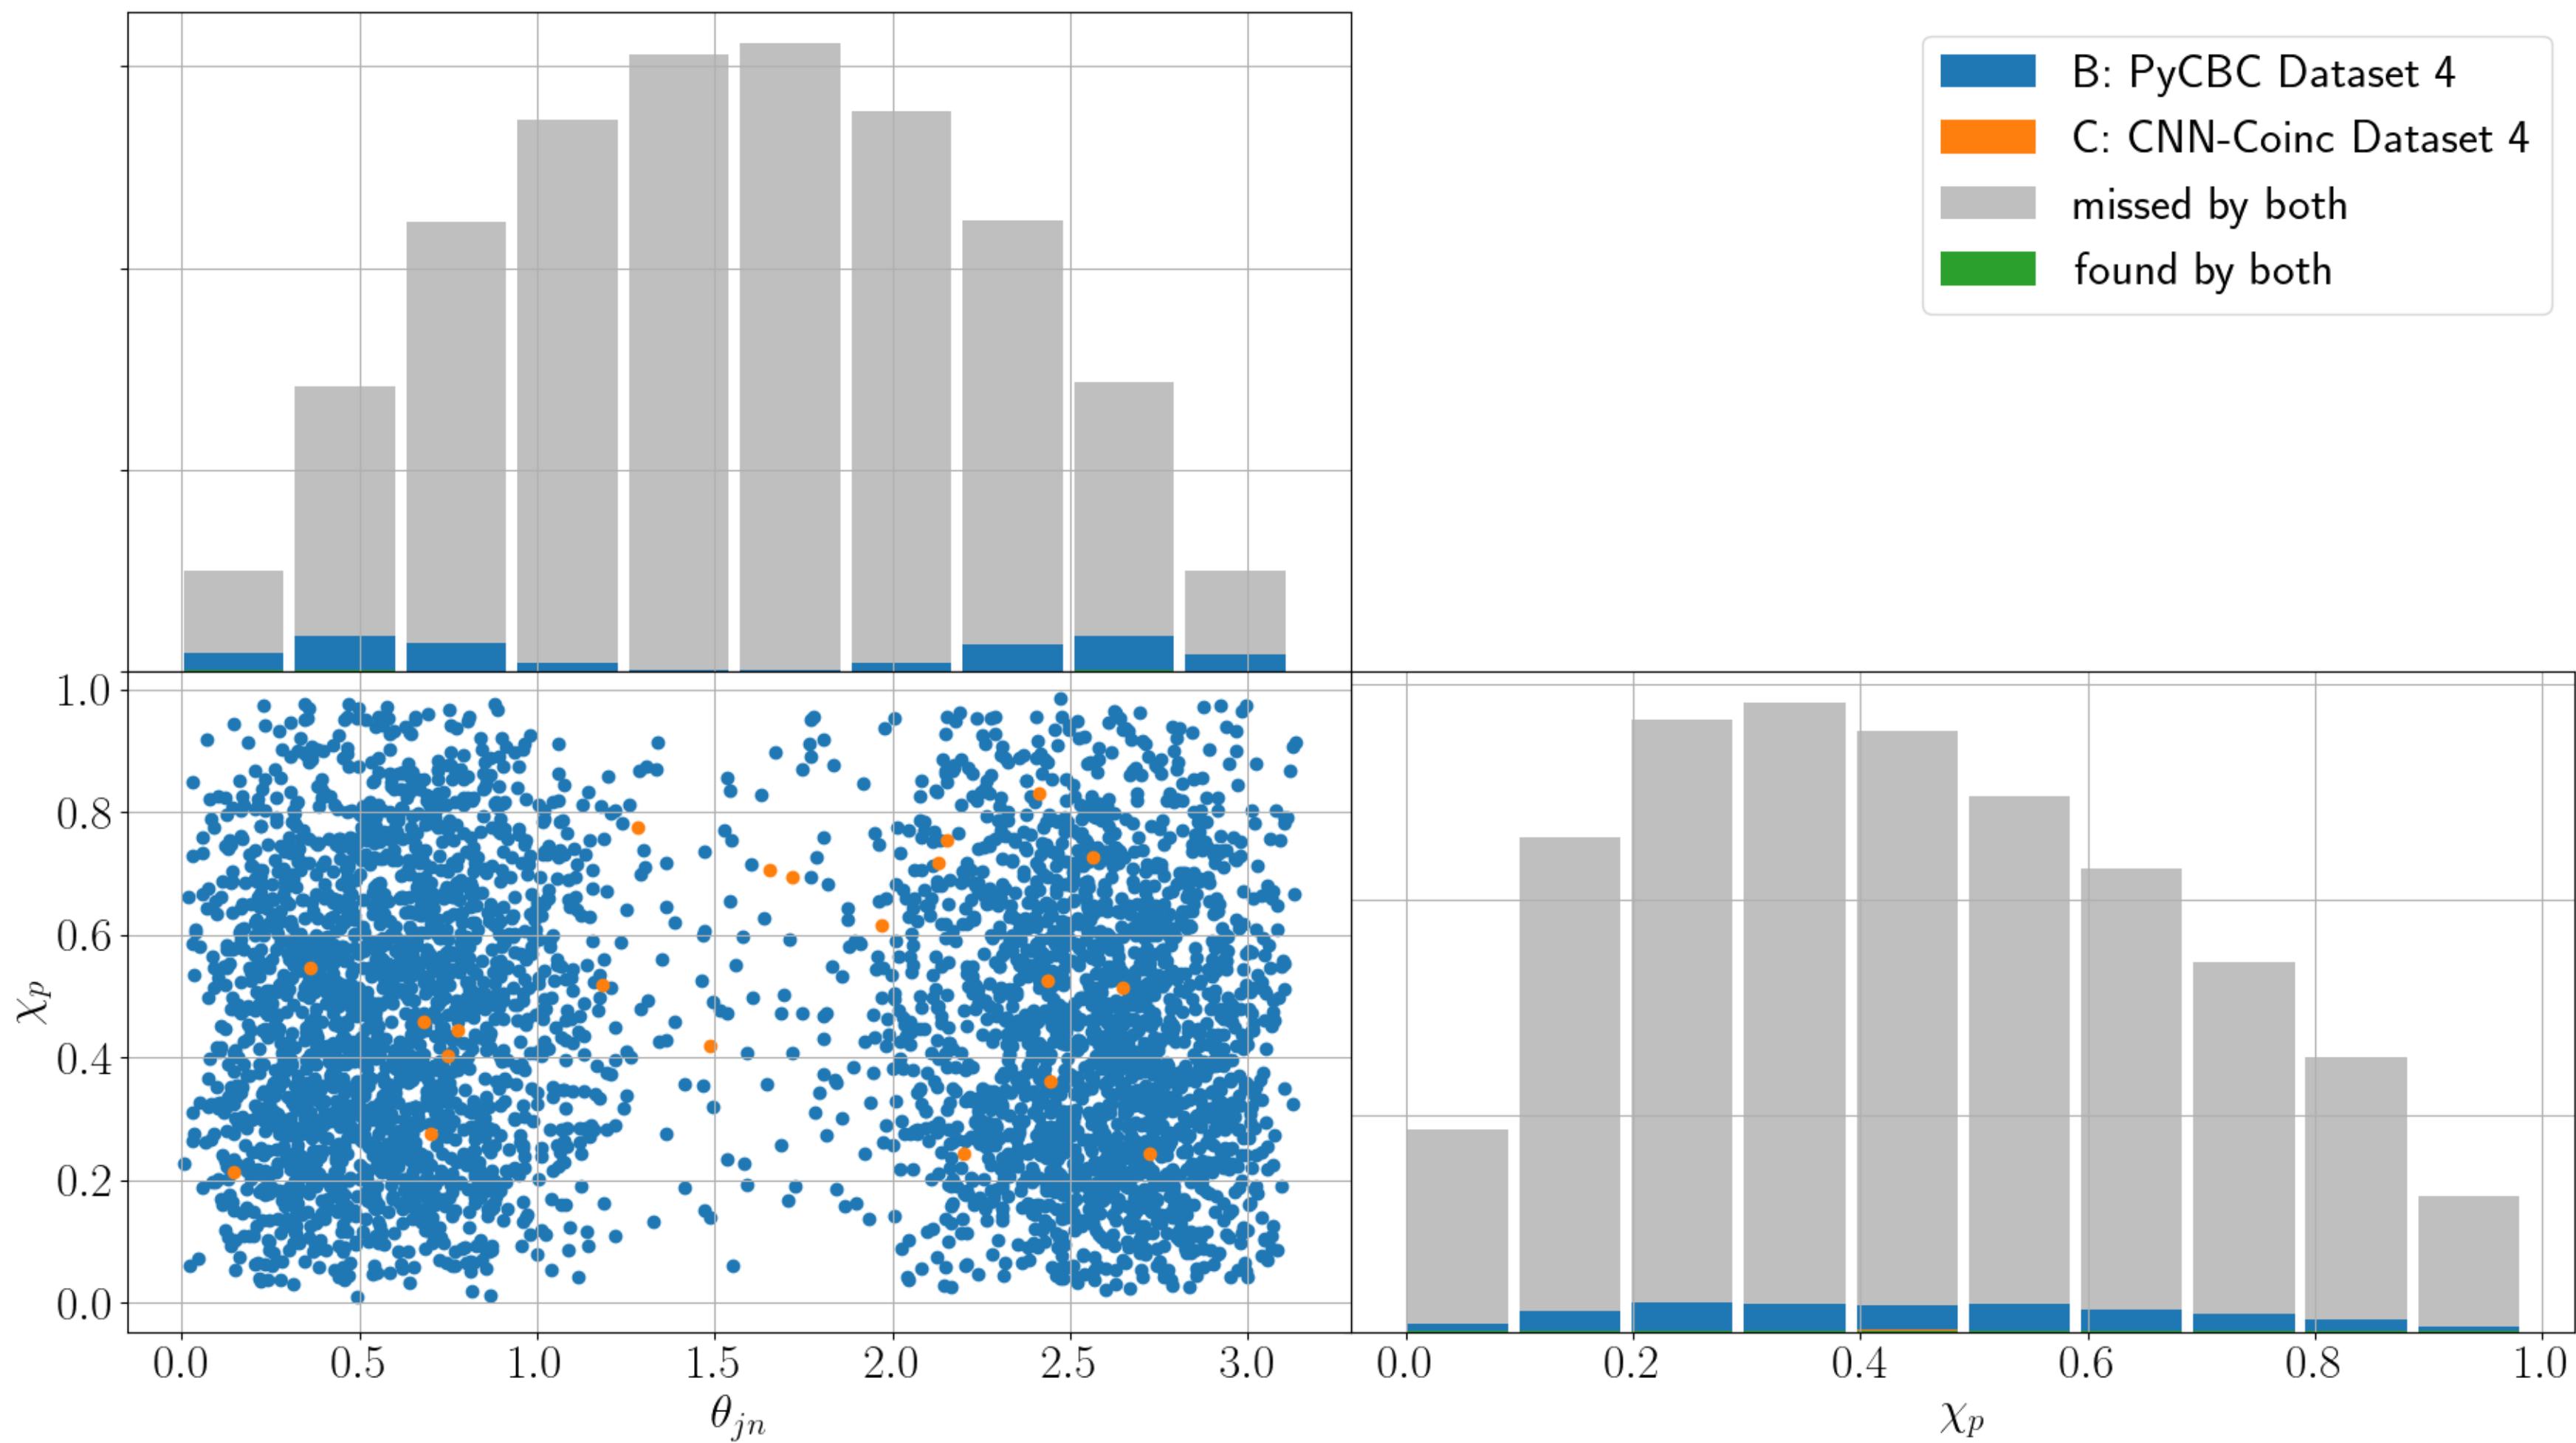 B: PyCBC Dataset 4
C: CNN-Coinc Dataset 4
missed by both
found by both
1.0
0.8
0.6
0.4
0.2
0.0
χp
0.0 0.5 1.0 1.5 2.0 2.5 3.0
θjn
0.0 0.2 0.4 0.6 0.8 1.0
χp